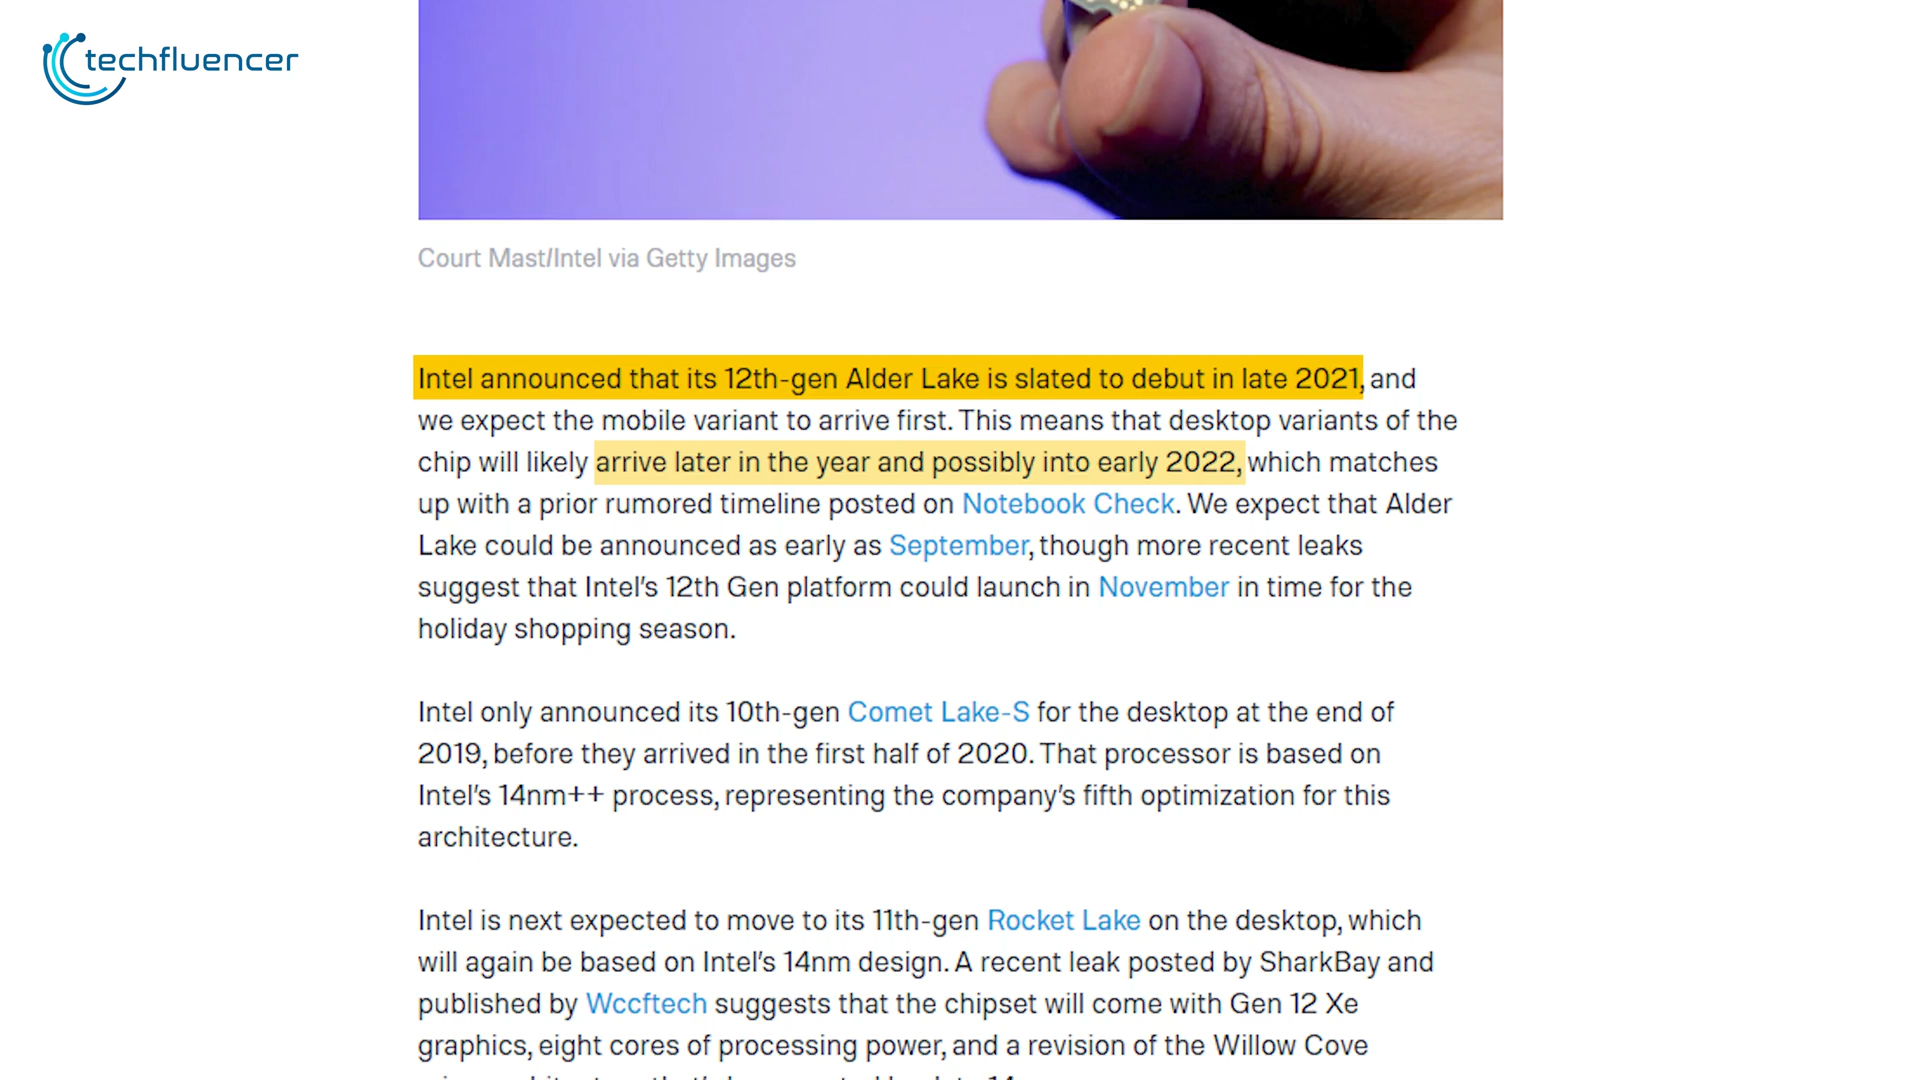 techfluencer
Court Mast/Intel via Getty Images
Intel announced that its 12th-gen Alder Lake is slated to debut in late 2021, and
we expect the mobile variant to arrive first. This means that desktop variants of the
chip will likely arrive later in the year and possibly into early 2022, which matches
up with a prior rumored timeline posted on Notebook Check. We expect that Alder
Lake could be announced as early as September, though more recent leaks
suggest that Intel's 12th Gen platform could launch in November in time for the
holiday shopping season.
Intel only announced its 10th-gen Comet Lake-S for the desktop at the end of
2019, before they arrived in the first half of 2020. That processor is based on
Intel's 14nm++ process, representing the company's fifth optimization for this
architecture.
Intel is next expected to move to its 11th-gen Rocket Lake on the desktop, which
will again be based on Intel's 14nm design. A recent leak posted by SharkBay and
published by Wccftech suggests that the chipset will come with Gen 12 Xe
graphics, eight cores of processing power, and a revision of the Willow Cove